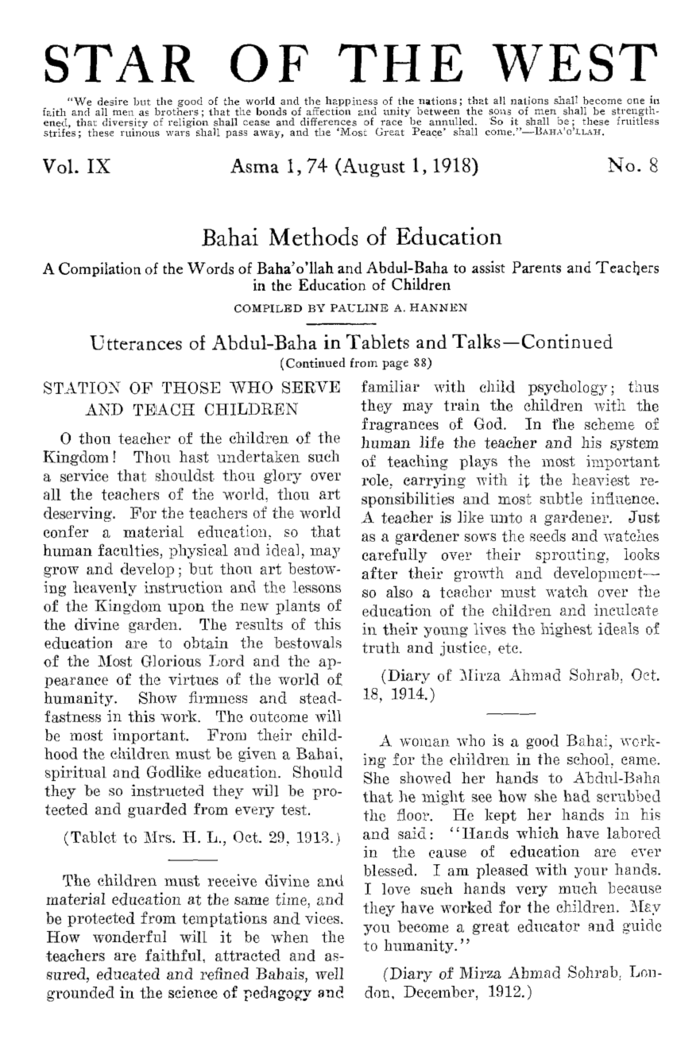 STAR OF THE WEST
"We desire but the good of the world and the happiness of the nations; that all nations shall become one in
faith and all men as brothers; that the bonds of affection and unity between the sons of men shall be strength-
ened, that diversity of religion shall cease and differences of race be annulled. So it shall be; these fruitless
strifes; these ruinous wars shall pass away, and the 'Most Great Peace' shall come."—BAHA'O'LLAH.
Vol. IX Asma 1, 74 (August 1, 1918) No. 8
Bahai Methods of Education
A Compilation of the Words of Baha'o'llah and Abdul-Baha to assist Parents and Teachers
in the Education of Children
COMPILED BY PAULINE A. HANNEN
Utterances of Abdul-Baha in Tablets and Talks—Continued
(Continued from page 88)
STATION OF THOSE WHO SERVE
AND TEACH CHILDREN
O thou teacher of the children of the
Kingdom! Thou hast undertaken such
a service that shouldst thou glory over
all the teachers of the world, thou art
deserving. For the teachers of the world
confer a material education, so that
human faculties, physical and ideal, may
grow and develop; but thou art bestow-
ing heavenly instruction and the lessons
of the Kingdom upon the new plants of
the divine garden. The results of this
education are to obtain the bestowals
of the Most Glorious Lord and the ap-
pearance of the virtues of the world of
humanity. Show firmness and stead-
fastness in this work. The outcome will
be most important. From their child-
hood the children must be given a Bahai,
spiritual and Godlike education. Should
they be so instructed they will be pro-
tected and guarded from every test.
(Tablet to Mrs. H. L., Oct. 29, 1913.)
The children must receive divine and
material education at the same time, and
be protected from temptations and vices.
How wonderful will it be when the
teachers are faithful, attracted and as-
sured, educated and refined Bahais, well
grounded in the science of pedagogy and
familiar with child psychology; thus
they may train the children with the
fragrances of God. In the scheme of
human life the teacher and his system
of teaching plays the most important
role, carrying with it the heaviest re-
sponsibilities and most subtle influence.
A teacher is like unto a gardener. Just
as a gardener sows the seeds and watches
carefully over their sprouting, looks
after their growth and development—
so also a teacher must watch over the
education of the children and inculcate
in their young lives the highest ideals of
truth and justice, etc.
(Diary of Mirza Ahmad Sohrab, Oct.
18, 1914.)
A woman who is a good Bahai, work-
ing for the children in the school, came.
She showed her hands to Abdul-Baha
that he might see how she had scrubbed
the floor. He kept her hands in his
and said: "Hands which have labored
in the cause of education are ever
blessed. I am pleased with your hands.
I love such hands very much because
they have worked for the children. May
you become a great educator and guide
to humanity."
(Diary of Mirza Ahmad Sohrab, Lon-
don, December, 1912.)